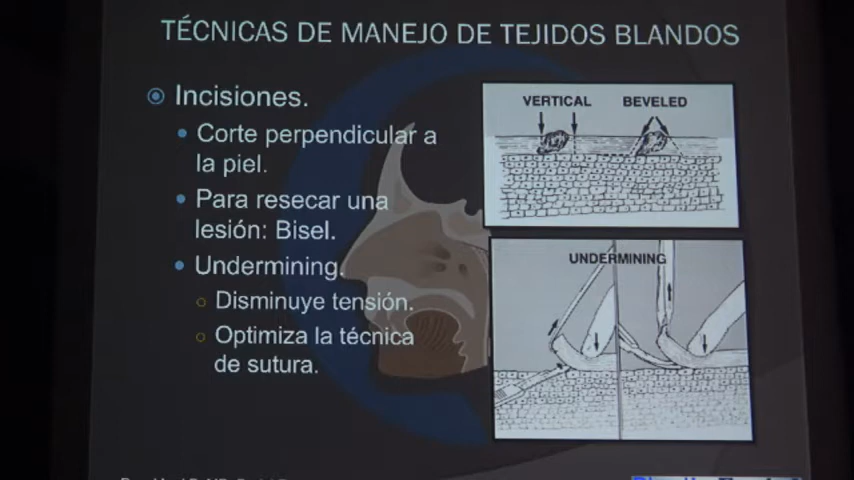 TÉCNICAS DE MANEJO DE TEJIDOS BLANDOS
Incisiones.
Corte perpendicular a
la piel.
Para resecar una
lesión: Bisel.
Undermining.
Disminuye tensión.
Optimiza la técnica
de sutura.
VERTICAL BEVELED
UNDERMINING